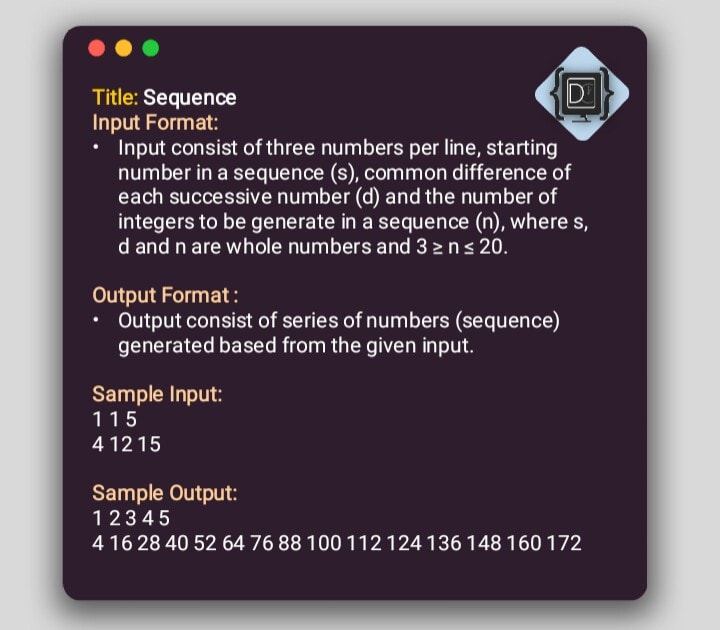 Title: Sequence
Input Format:
• Input consist of three numbers per line, starting
number in a sequence (s), common difference of
each successive number (d) and the number of
integers to be generate in a sequence (n), where s,
d and n are whole numbers and 3 ≥ n ≤ 20.
Output Format :
• Output consist of series of numbers (sequence)
generated based from the given input.
Sample Input:
1 1 5
4 12 15
Sample Output:
1 2 3 4 5
4 16 28 40 52 64 76 88 100 112 124 136 148 160 172